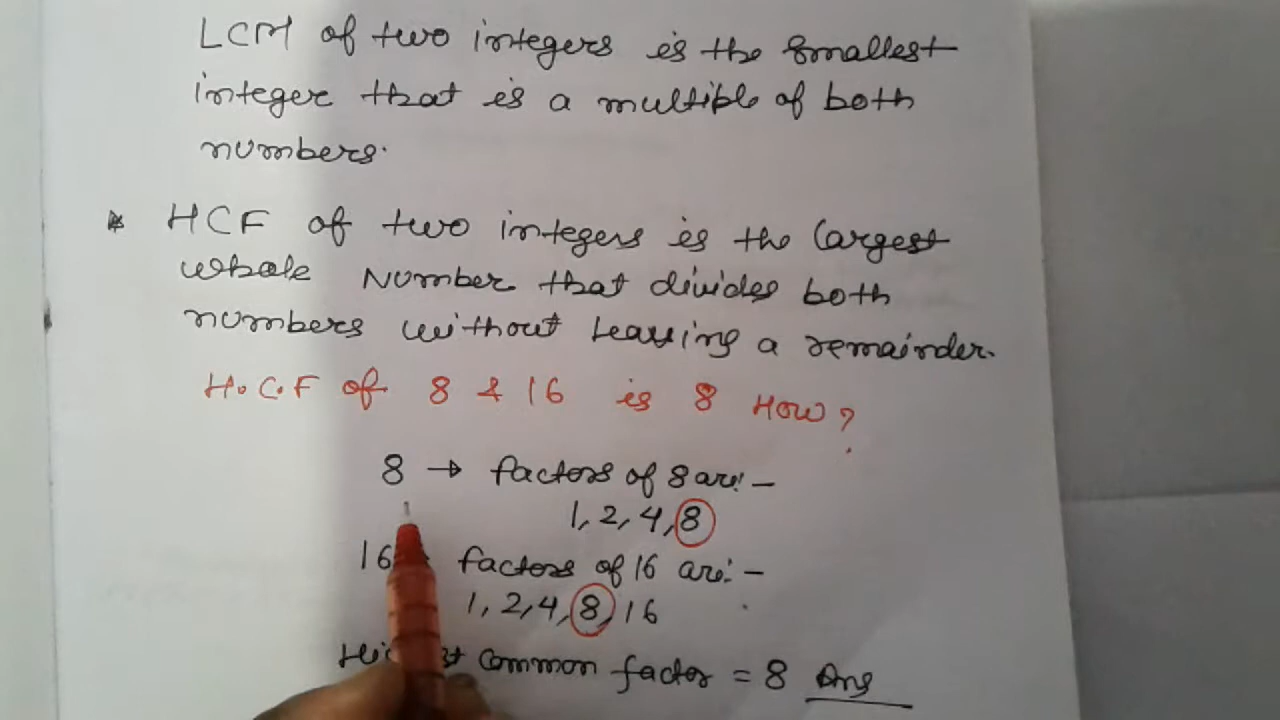 LCM of two integers is the smallest
integer that is a multiple of both
numbers.
* HCF of two integers is the largest
whole Number that divides both
numbers without leaving a remainder.
H.C.F of 8 & 16 is 8 How?
8 → factors of 8 are:-
1, 2, 4, 8
16 factors of 16 are:-
1, 2, 4, 8, 16
common factor = 8 Ans